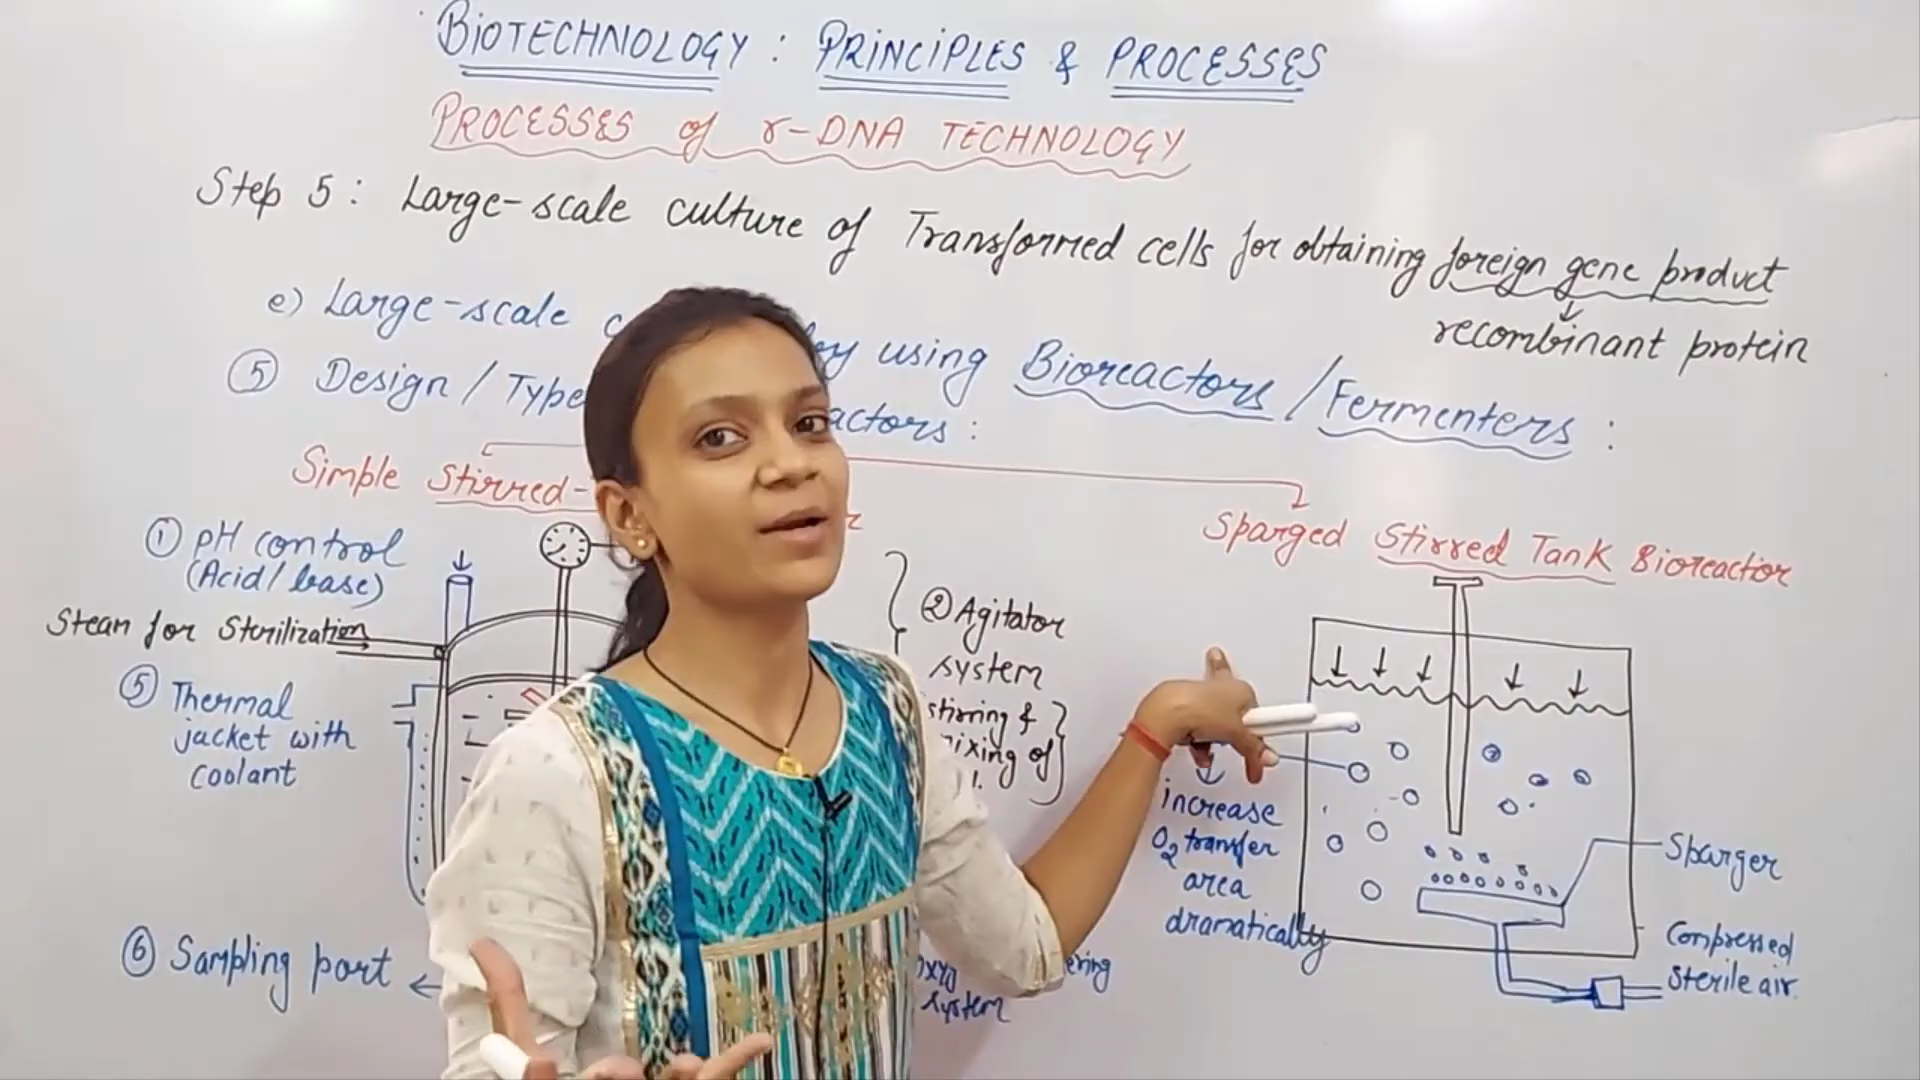 BIOTECHNOLOGY : PRINCIPLES & PROCESSES
PROCESSES of r-DNA TECHNOLOGY
Step 5 : Large-scale culture of Transformed cells for obtaining foreign gene product
recombinant protein
e) Large-scale
by using Bioreactors / Fermenters :
⑤ Design / Type
actors :
Simple Stirred-
① pH control
(Acid / base)
Steam for Sterilization
⑤ Thermal
jacket with
coolant
⑥ Sampling port
② Agitator
system
stirring &
mixing of
system
Sparged Stirred Tank Bioreactor
increase
O2 transfer
area
dramatically
Sparger
Compressed
Sterile air.